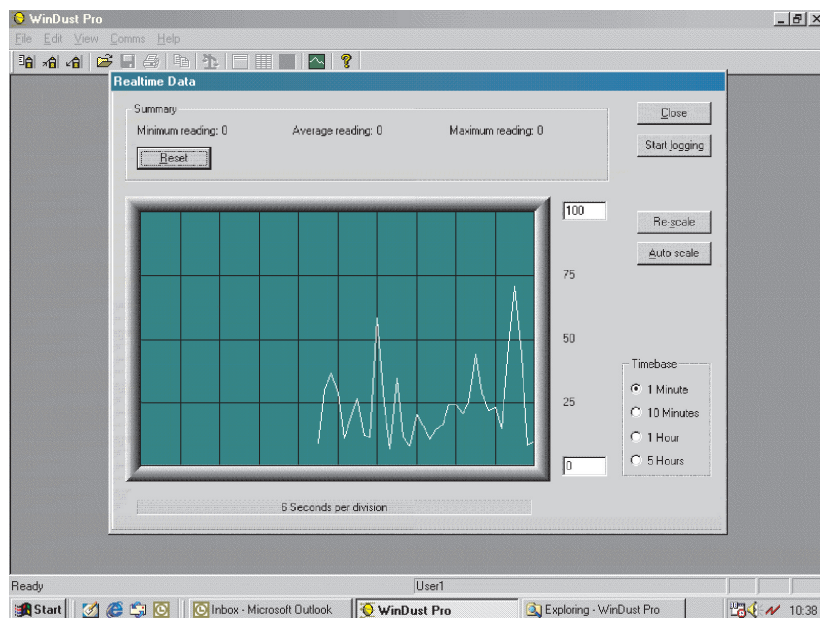 WinDust Pro
File Edit View Comms Help
Realtime Data
Summary
Minimum reading: 0 Average reading: 0 Maximum reading: 0
Reset
Close
Start logging
100
Re-scale
Auto scale
75
50
25
0
Timebase
1 Minute
10 Minutes
1 Hour
5 Hours
6 Seconds per division
Ready User1
Start Inbox - Microsoft Outlook WinDust Pro Exploring - WinDust Pro 10:38